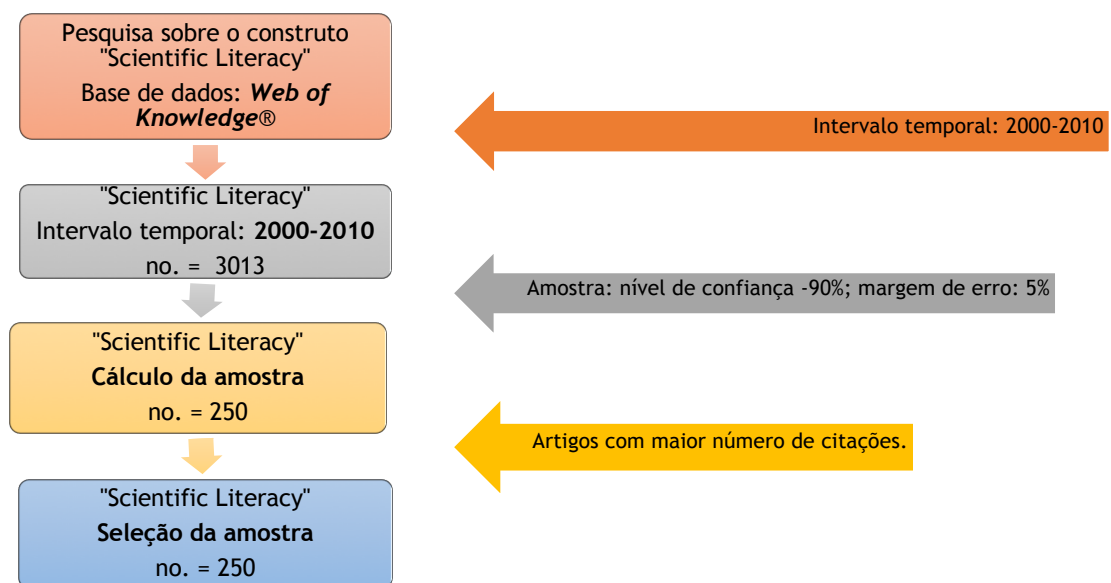 Pesquisa sobre o construto
"Scientific Literacy"
Base de dados: Web of
Knowledge®
Intervalo temporal: 2000-2010
"Scientific Literacy"
Intervalo temporal: 2000-2010
no. = 3013
Amostra: nível de confiança -90%; margem de erro: 5%
"Scientific Literacy"
Cálculo da amostra
no. = 250
Artigos com maior número de citações.
"Scientific Literacy"
Seleção da amostra
no. = 250